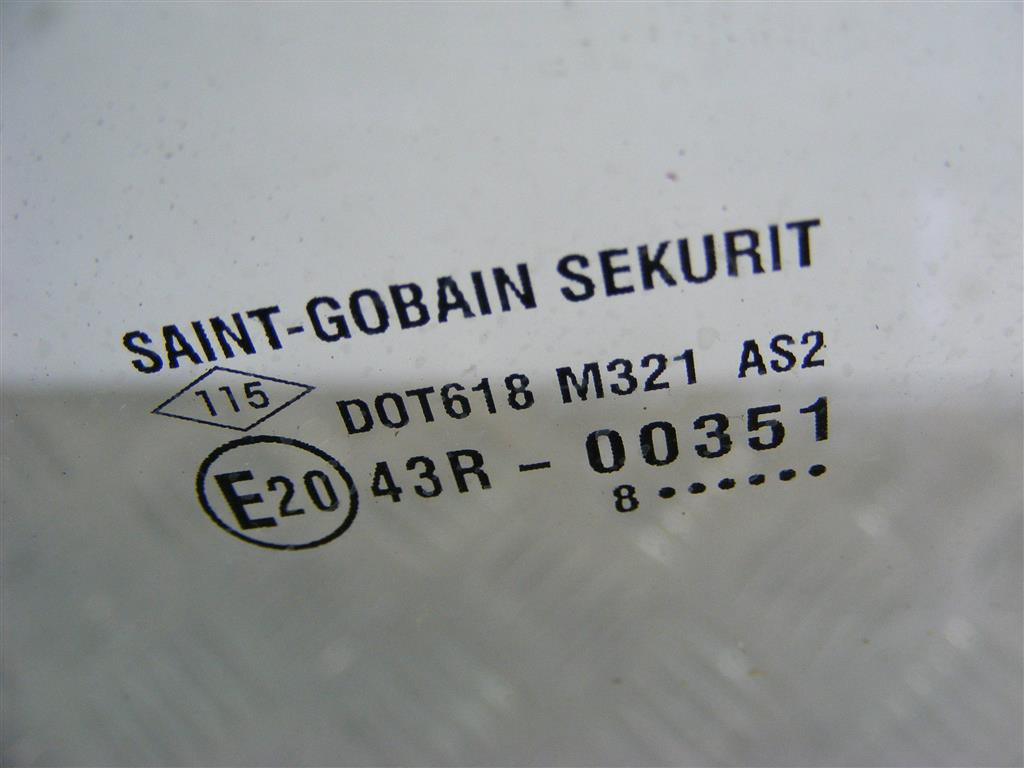 SAINT-GOBAIN SEKURIT
115 DOT618 M321 AS2
E20 43R - 00351
8 • • • • • •